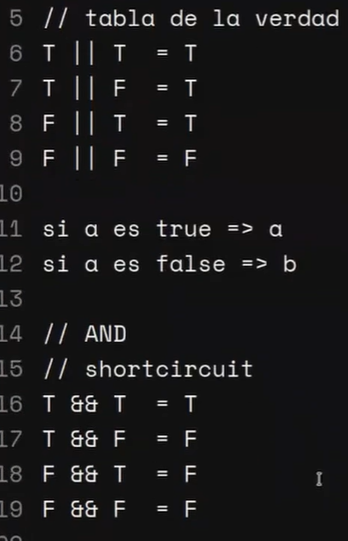 5 // tabla de la verdad
6 T || T = T
7 T || F = T
8 F || T = T
9 F || F = F
10
11 si a es true => a
12 si a es false => b
13
14 // AND
15 // shortcircuit
16 T && T = T
17 T && F = F
18 F && T = F
19 F && F = F